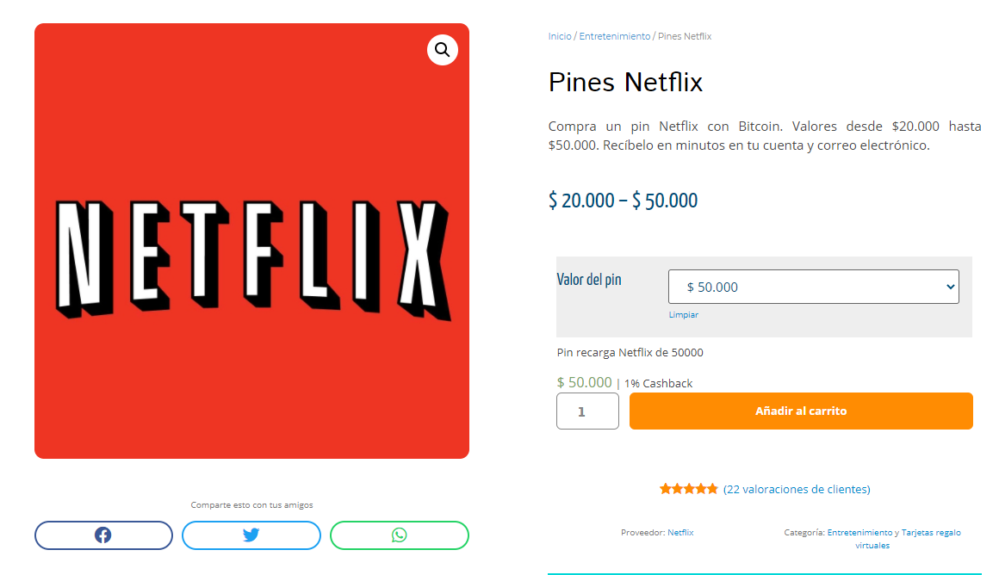 NETFLIX
Comparte esto con tus amigos
Inicio / Entretenimiento / Pines Netflix
Pines Netflix
Compra un pin Netflix con Bitcoin. Valores desde $20.000 hasta
$50.000. Recíbelo en minutos en tu cuenta y correo electrónico.
$ 20.000 – $ 50.000
Valor del pin
$ 50.000
Limpiar
Pin recarga Netflix de 50000
$ 50.000 | 1% Cashback
1
Añadir al carrito
(22 valoraciones de clientes)
Proveedor: Netflix
Categoría: Entretenimiento y Tarjetas regalo
virtuales